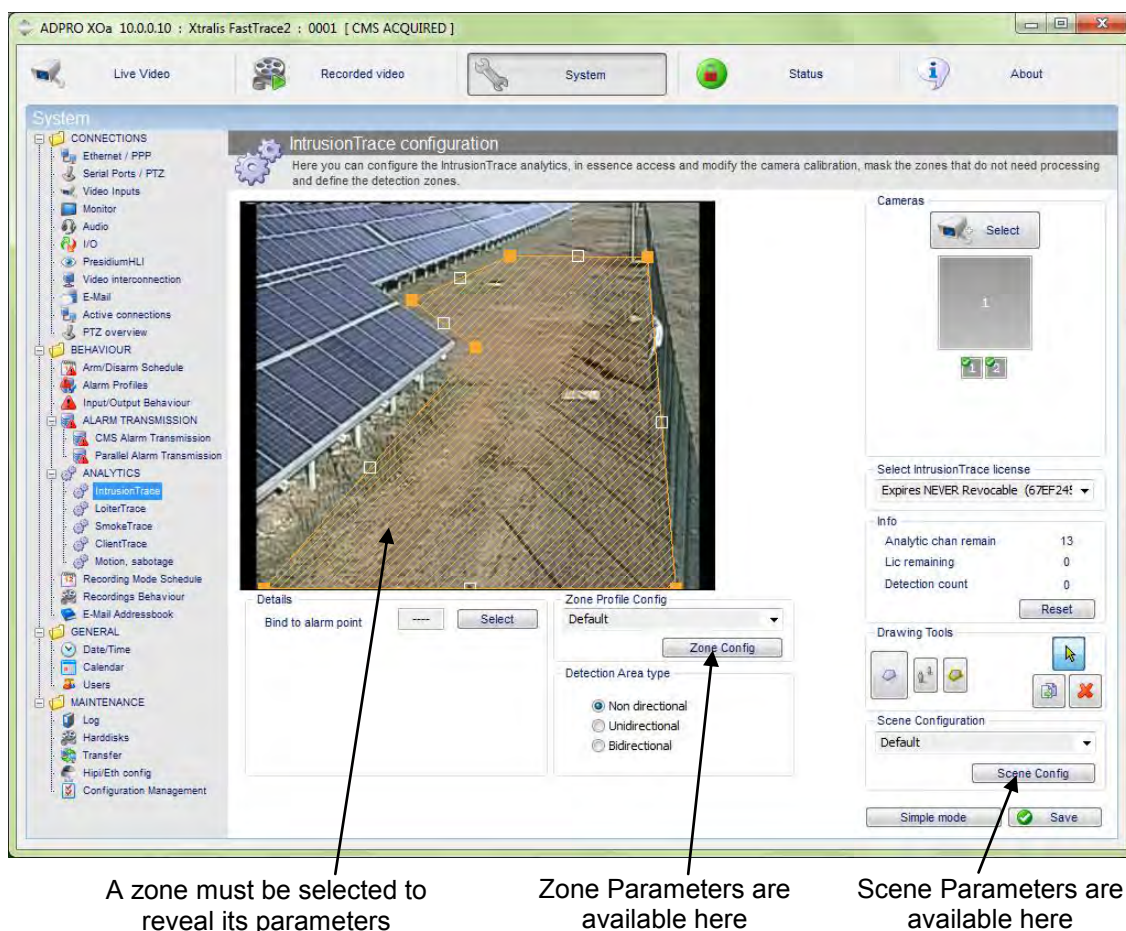 ADPRO XOa 10.0.0.10 : Xtralis FastTrace2 : 0001 [ CMS ACQUIRED ]
Live Video
Recorded video
System
Status
About
System
CONNECTIONS
Ethernet / PPP
Serial Ports / PTZ
Video Inputs
Monitor
Audio
I/O
PresidiumHLI
Video interconnection
E-Mail
Active connections
PTZ overview
BEHAVIOUR
Arm/Disarm Schedule
Alarm Profiles
Input/Output Behaviour
ALARM TRANSMISSION
CMS Alarm Transmission
Parallel Alarm Transmission
ANALYTICS
IntrusionTrace
LoiterTrace
SmokeTrace
ClientTrace
Motion, sabotage
Recording Mode Schedule
Recordings Behaviour
E-Mail Addressbook
GENERAL
Date/Time
Calendar
Users
MAINTENANCE
Log
Harddisks
Transfer
Hipi/Eth config
Configuration Management
IntrusionTrace configuration
Here you can configure the IntrusionTrace analytics, in essence access and modify the camera calibration, mask the zones that do not need processing
and define the detection zones.
Details
Bind to alarm point ---- Select
Zone Profile Config
Default
Zone Config
Detection Area type
Non directional
Unidirectional
Bidirectional
Cameras
Select
1
1 2
Select IntrusionTrace license
Expires NEVER Revocable (67EF24
Info
Analytic chan remain 13
Lic remaining 0
Detection count 0
Reset
Drawing Tools
Scene Configuration
Default
Scene Config
Simple mode
Save
A zone must be selected to
reveal its parameters
Zone Parameters are
available here
Scene Parameters are
available here